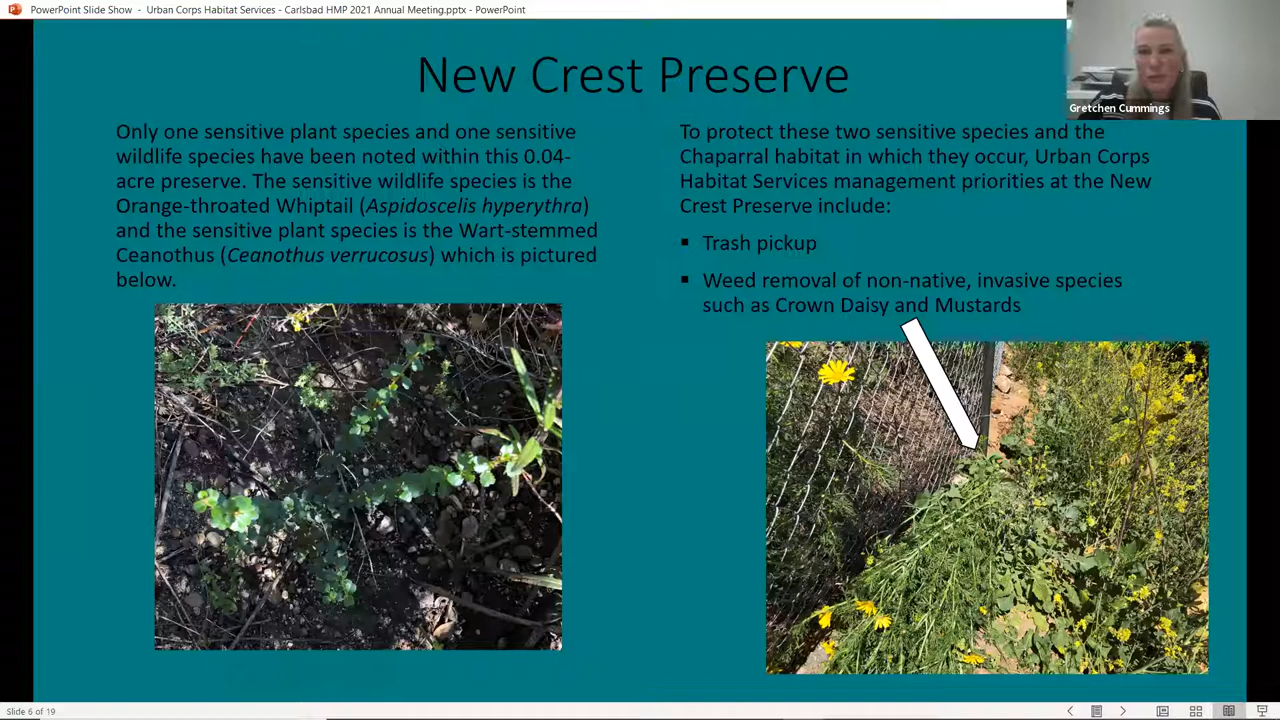 PowerPoint Slide Show - Urban Corps Habitat Services - Carlsbad HMP 2021 Annual Meeting.pptx - PowerPoint
Gretchen Cummings
New Crest Preserve
Only one sensitive plant species and one sensitive
wildlife species have been noted within this 0.04-
acre preserve. The sensitive wildlife species is the
Orange-throated Whiptail (Aspidoscelis hyperythra)
and the sensitive plant species is the Wart-stemmed
Ceanothus (Ceanothus verrucosus) which is pictured
below.
To protect these two sensitive species and the
Chaparral habitat in which they occur, Urban Corps
Habitat Services management priorities at the New
Crest Preserve include:
▪ Trash pickup
▪ Weed removal of non-native, invasive species
such as Crown Daisy and Mustards
Slide 6 of 19